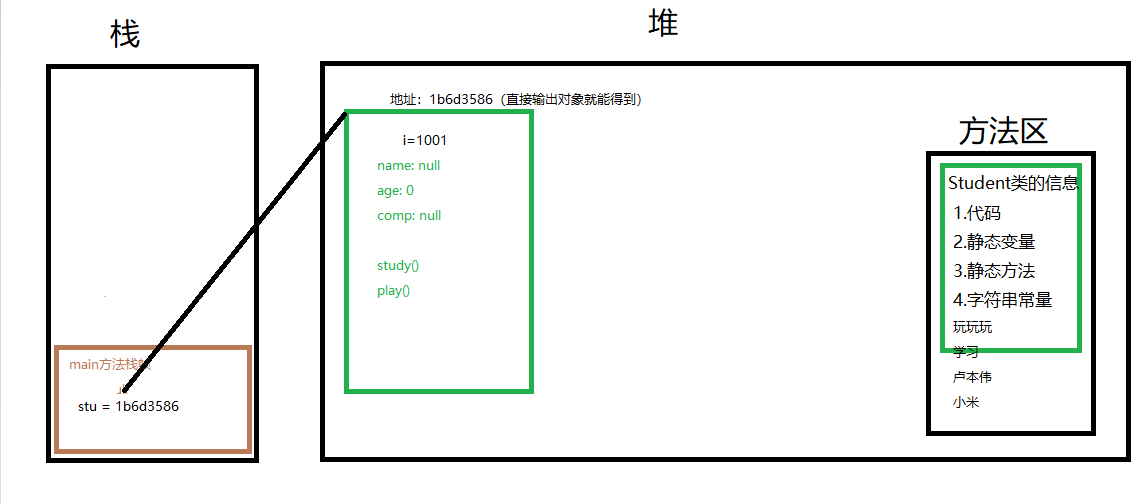 栈
堆
地址：1b6d3586（直接输出对象就能得到）
i=1001
name: null
age: 0
comp: null
study()
play()
方法区
Student类的信息
1.代码
2.静态变量
3.静态方法
4.字符串常量
玩玩玩
学习
卢本伟
小米
main方法栈帧
stu = 1b6d3586